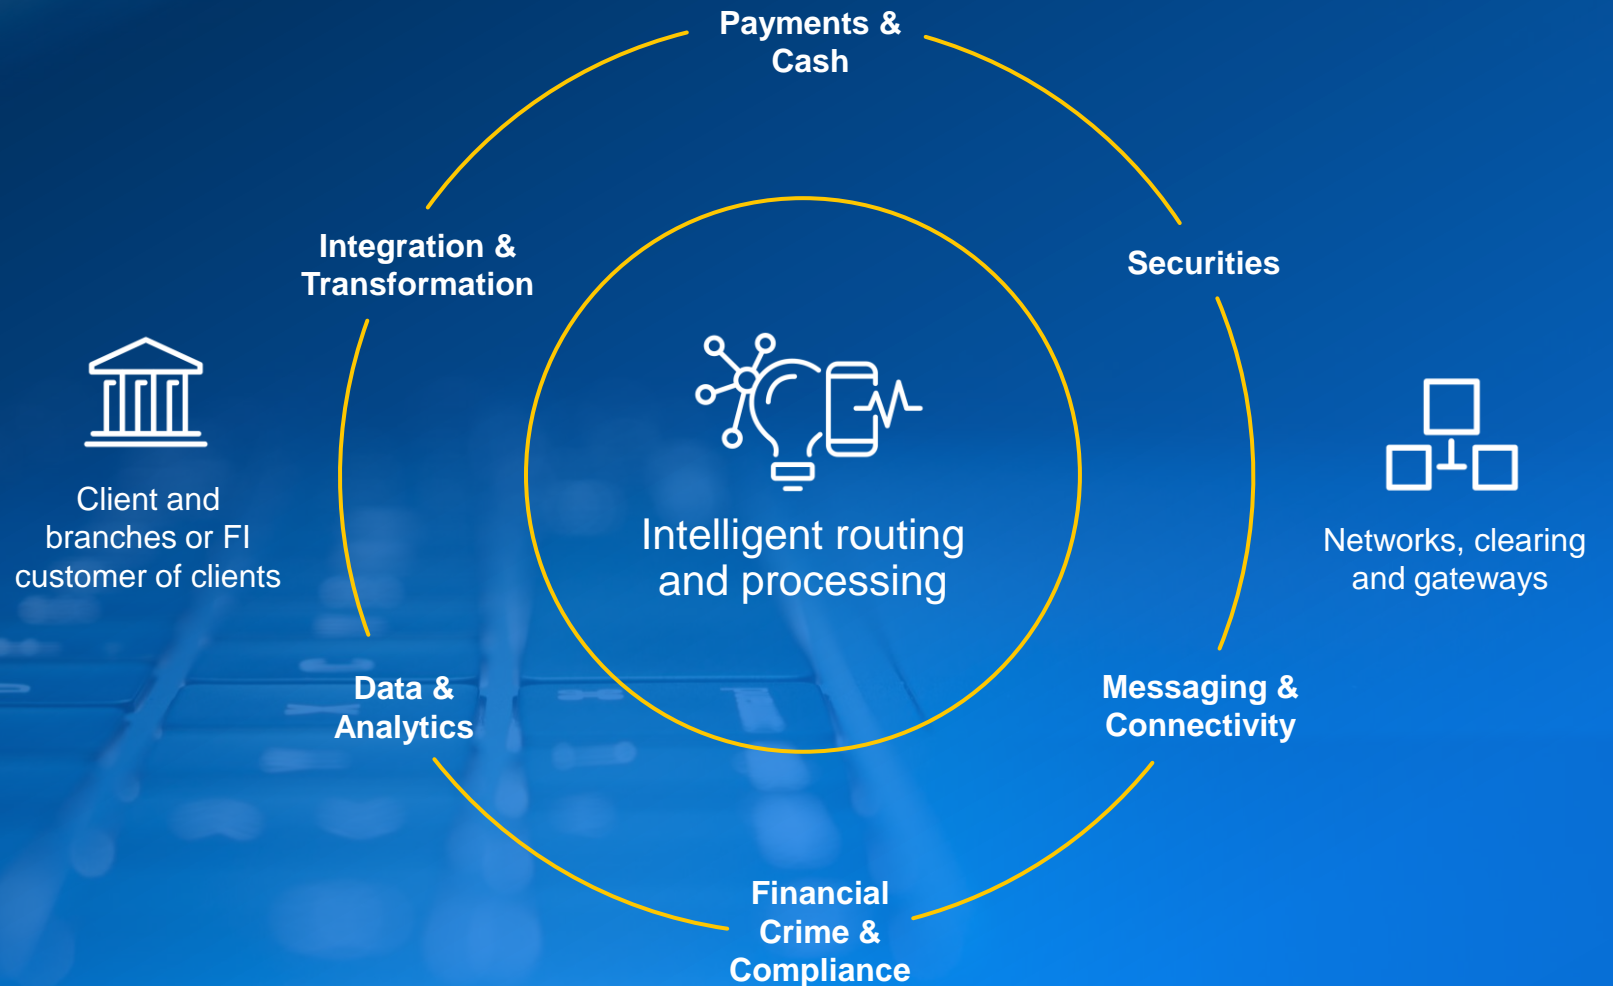 Payments &
Cash
Integration &
Transformation
Securities
Client and
branches or FI
customer of clients
Intelligent routing
and processing
Networks, clearing
and gateways
Data &
Analytics
Messaging &
Connectivity
Financial
Crime &
Compliance